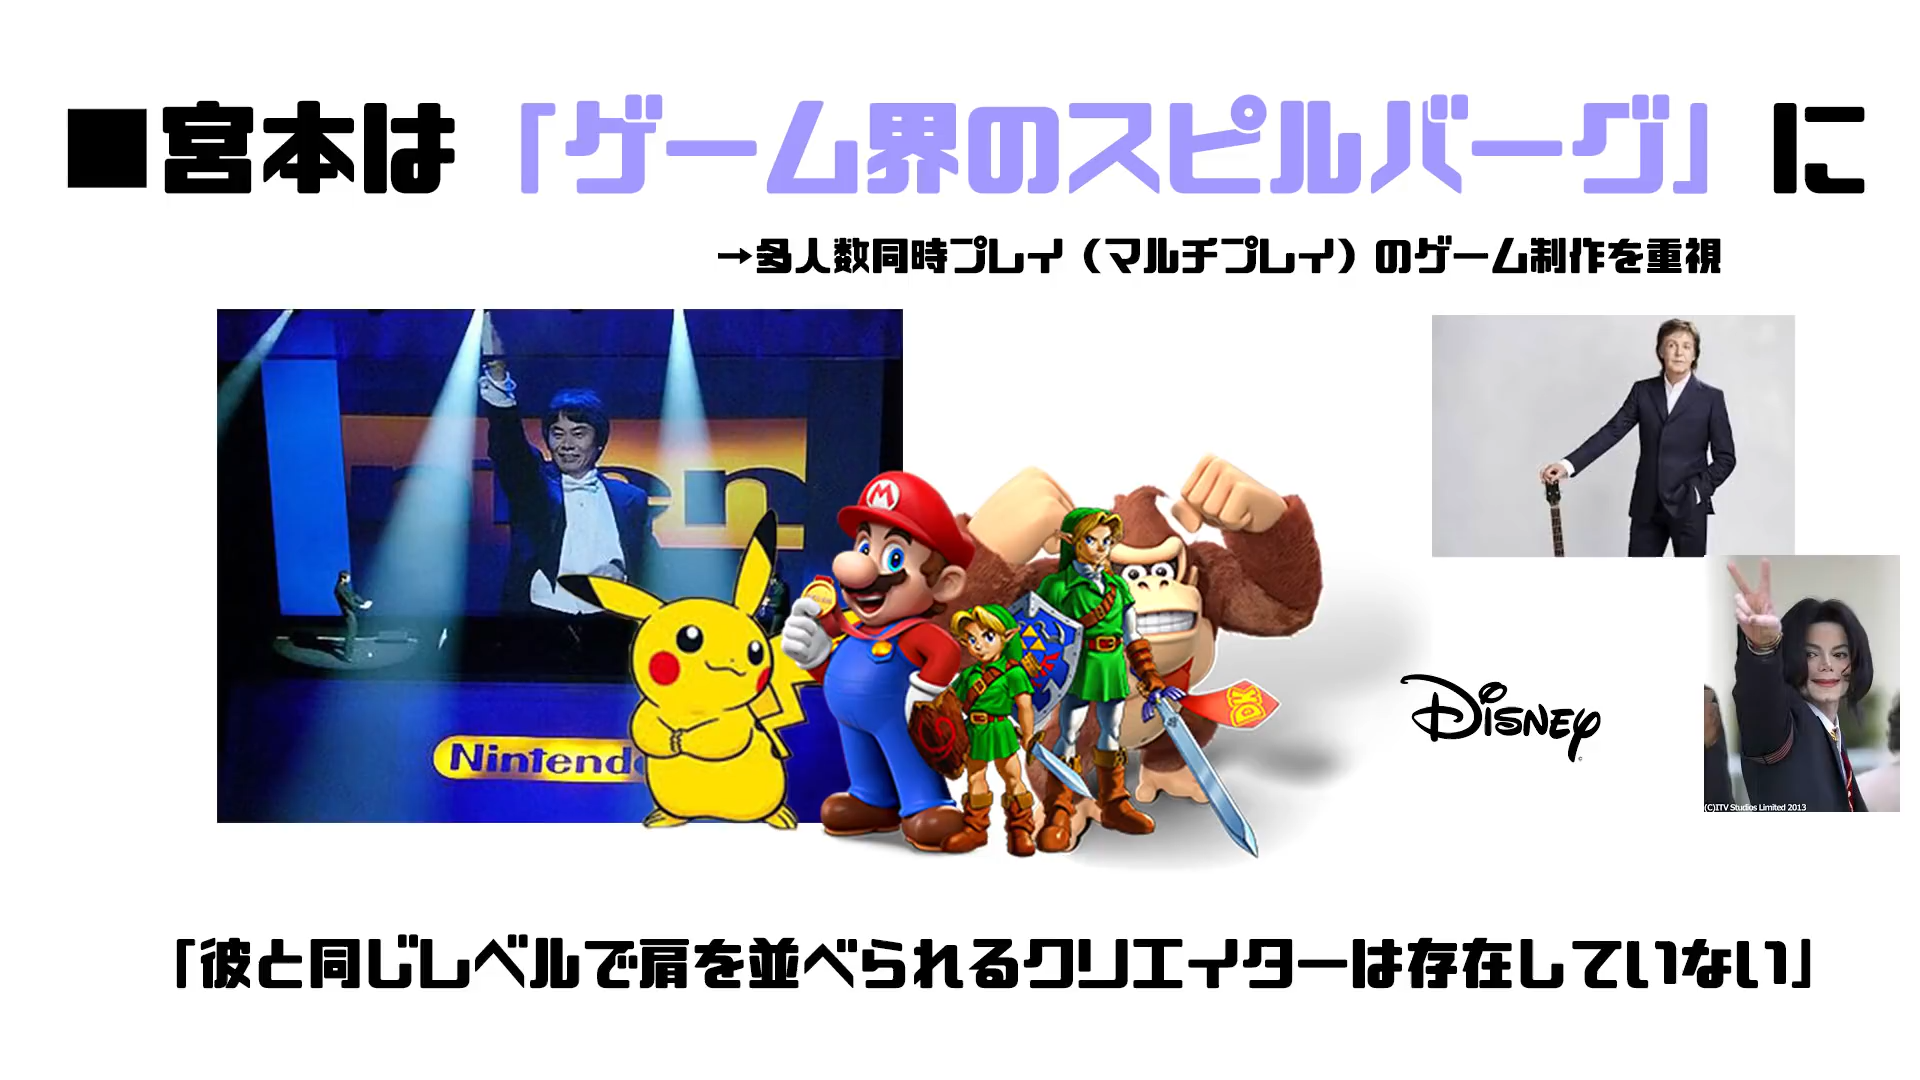 ■宮本は「ゲーム界のスピルバーグ」に
→多人数同時プレイ（マルチプレイ）のゲーム制作を重視
M
Nintendo
DK
Disney
(C)ITV Studios Limited 2013
「彼と同じレベルで肩を並べられるクリエイターは存在していない」